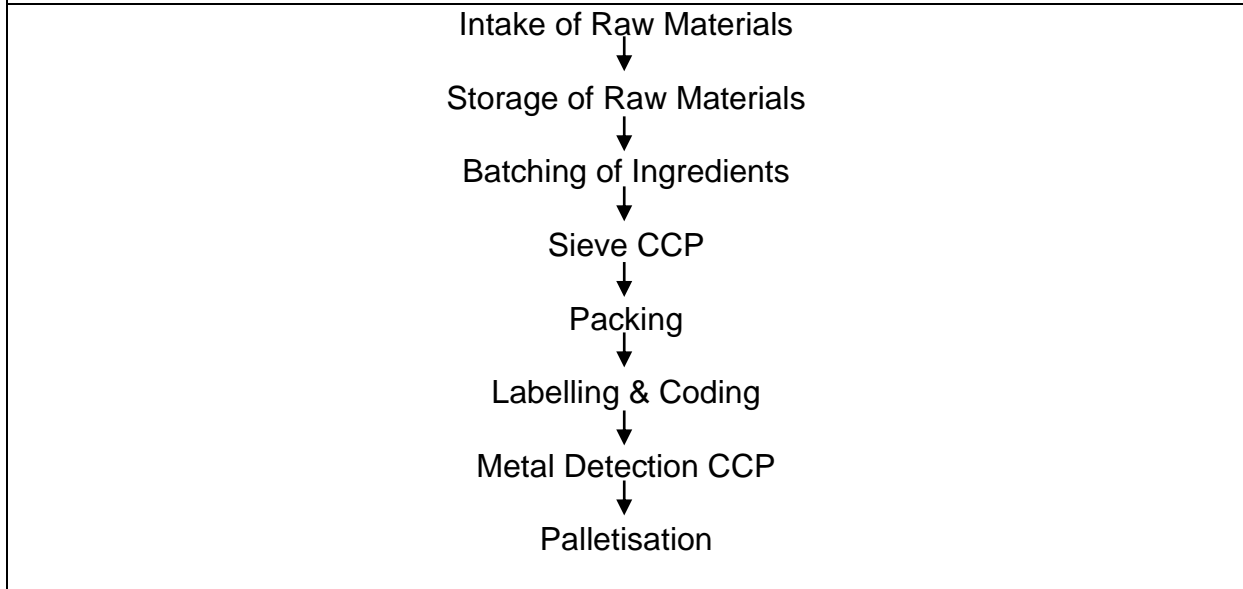 Intake of Raw Materials
Storage of Raw Materials
Batching of Ingredients
Sieve CCP
Packing
Labelling & Coding
Metal Detection CCP
Palletisation